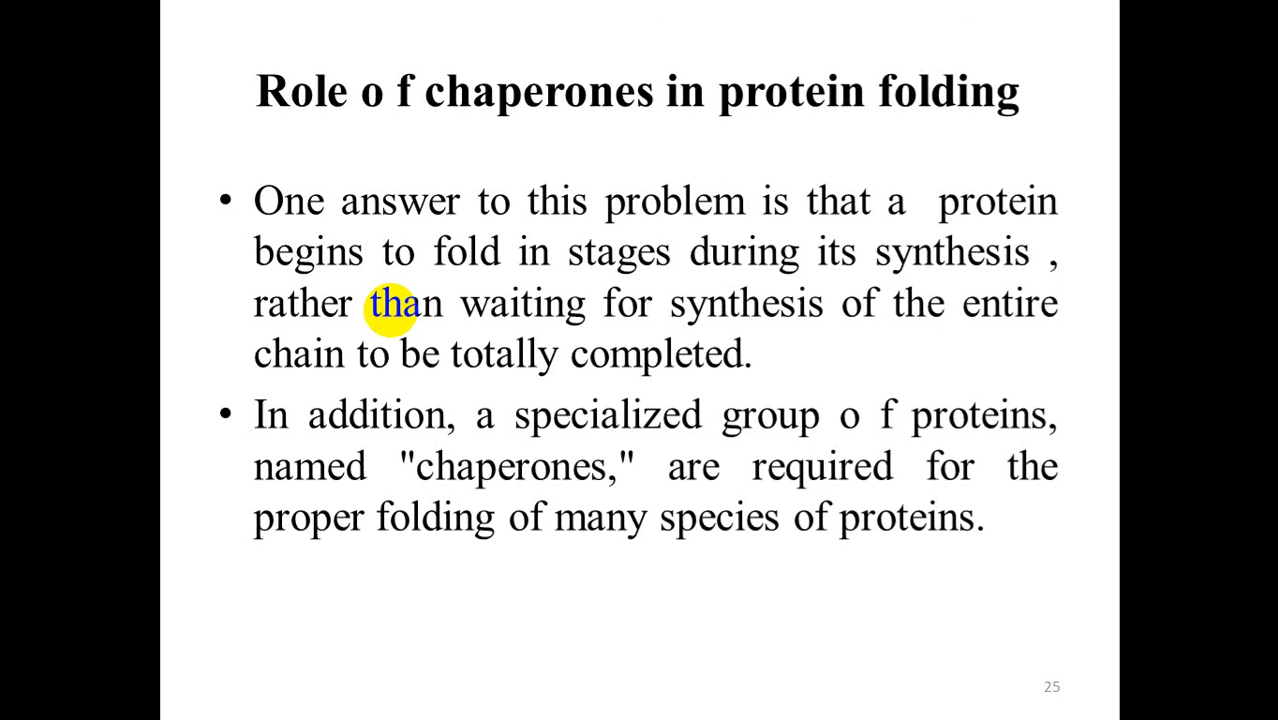 Role o f chaperones in protein folding
• One answer to this problem is that a protein
begins to fold in stages during its synthesis ,
rather than waiting for synthesis of the entire
chain to be totally completed.
• In addition, a specialized group o f proteins,
named "chaperones," are required for the
proper folding of many species of proteins.
25